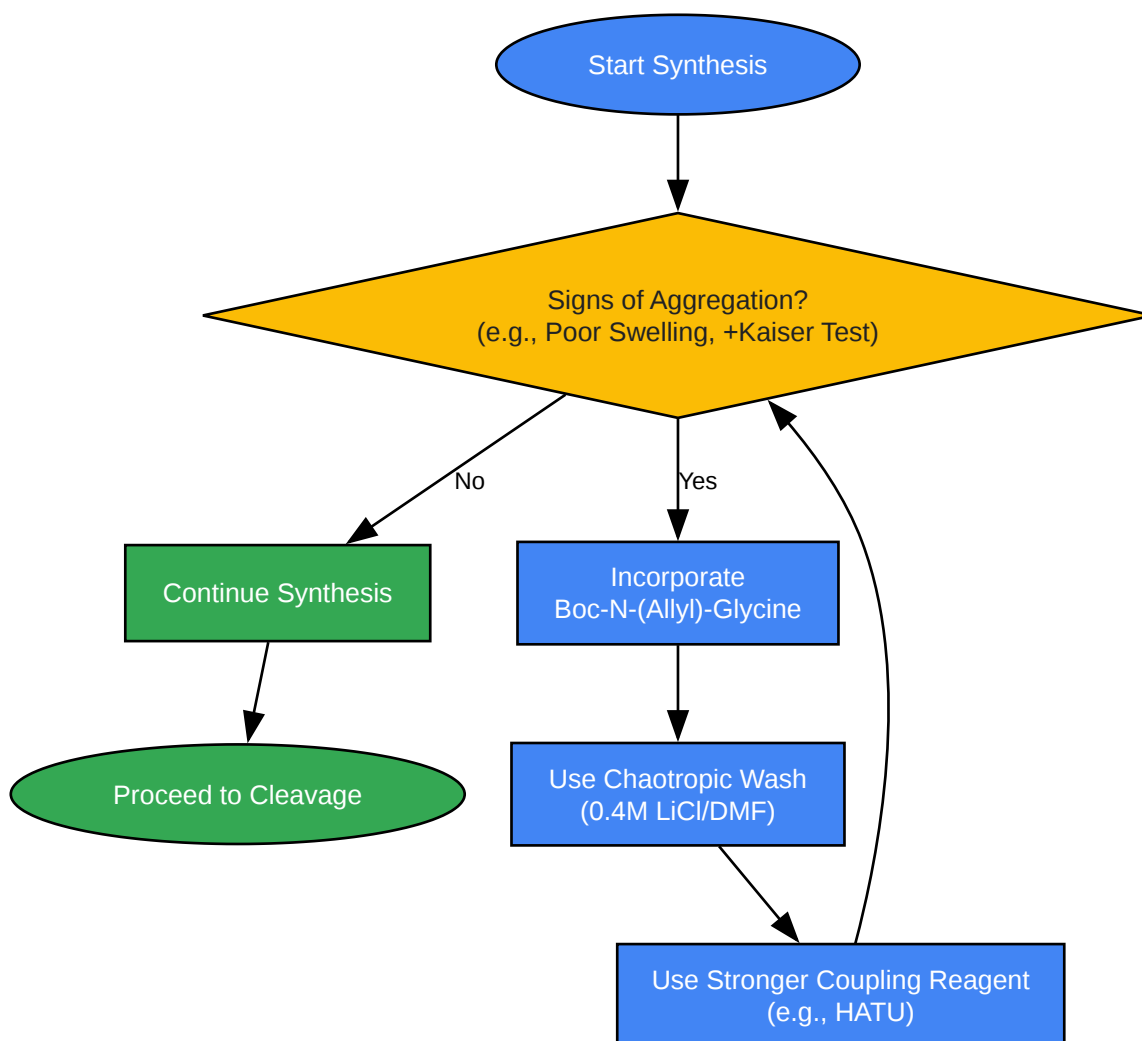 Start Synthesis
Signs of Aggregation?
(e.g., Poor Swelling, +Kaiser Test)
No
Yes
Continue Synthesis
Incorporate
Boc-N-(Allyl)-Glycine
Proceed to Cleavage
Use Chaotropic Wash
(0.4M LiCl/DMF)
Use Stronger Coupling Reagent
(e.g., HATU)